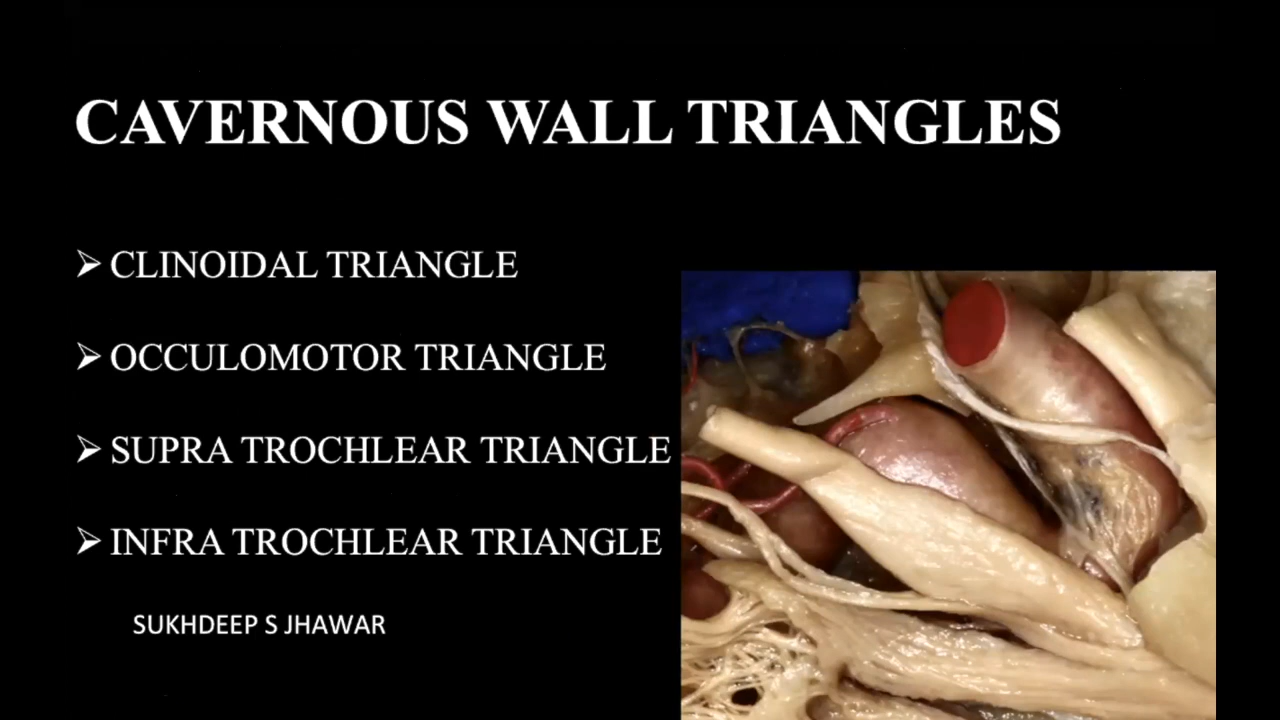 CAVERNOUS WALL TRIANGLES
➢ CLINOIDAL TRIANGLE
➢ OCCULOMOTOR TRIANGLE
➢ SUPRA TROCHLEAR TRIANGLE
➢ INFRA TROCHLEAR TRIANGLE
SUKHDEEP S JHAWAR